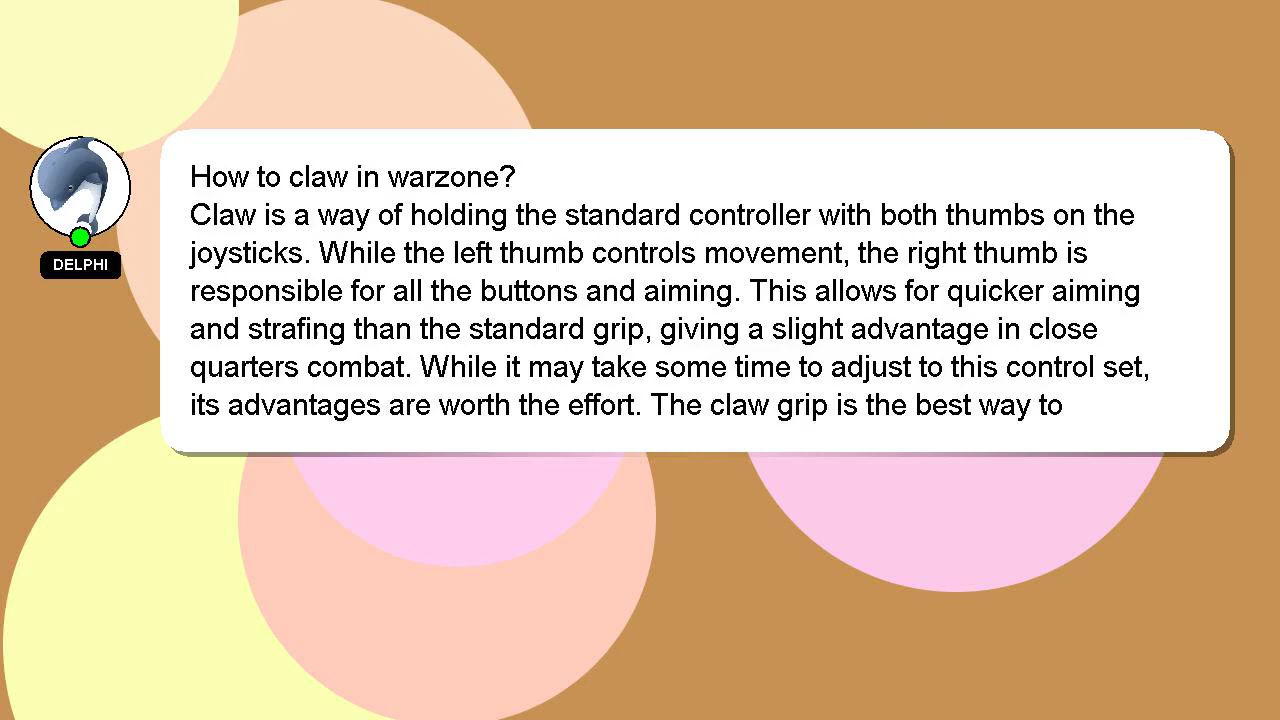 How to claw in warzone?
Claw is a way of holding the standard controller with both thumbs on the
joysticks. While the left thumb controls movement, the right thumb is
responsible for all the buttons and aiming. This allows for quicker aiming
and strafing than the standard grip, giving a slight advantage in close
quarters combat. While it may take some time to adjust to this control set,
its advantages are worth the effort. The claw grip is the best way to
DELPHI